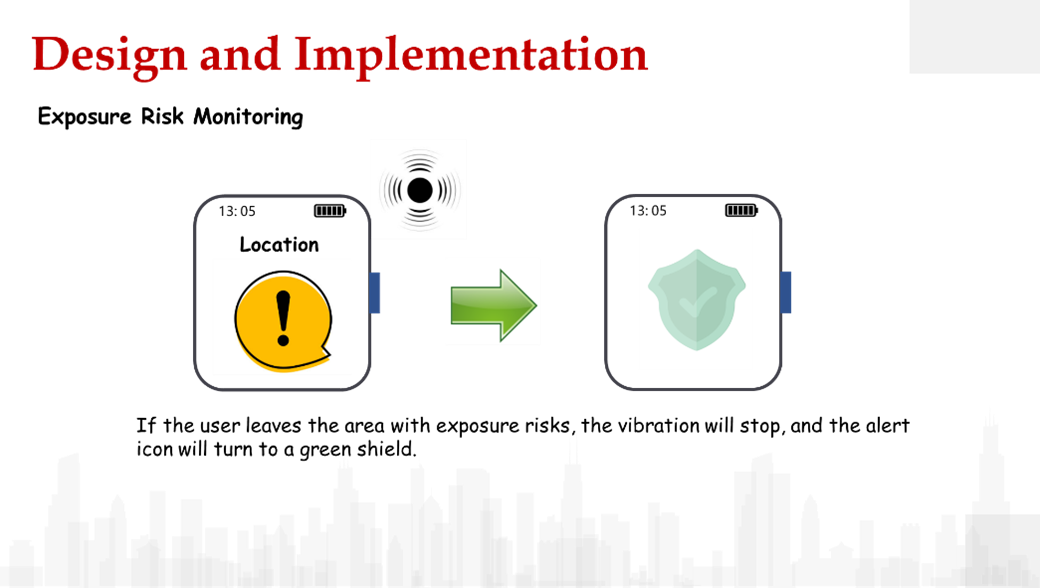 Design and Implementation
Exposure Risk Monitoring
13:05
Location
13:05
If the user leaves the area with exposure risks, the vibration will stop, and the alert
icon will turn to a green shield.